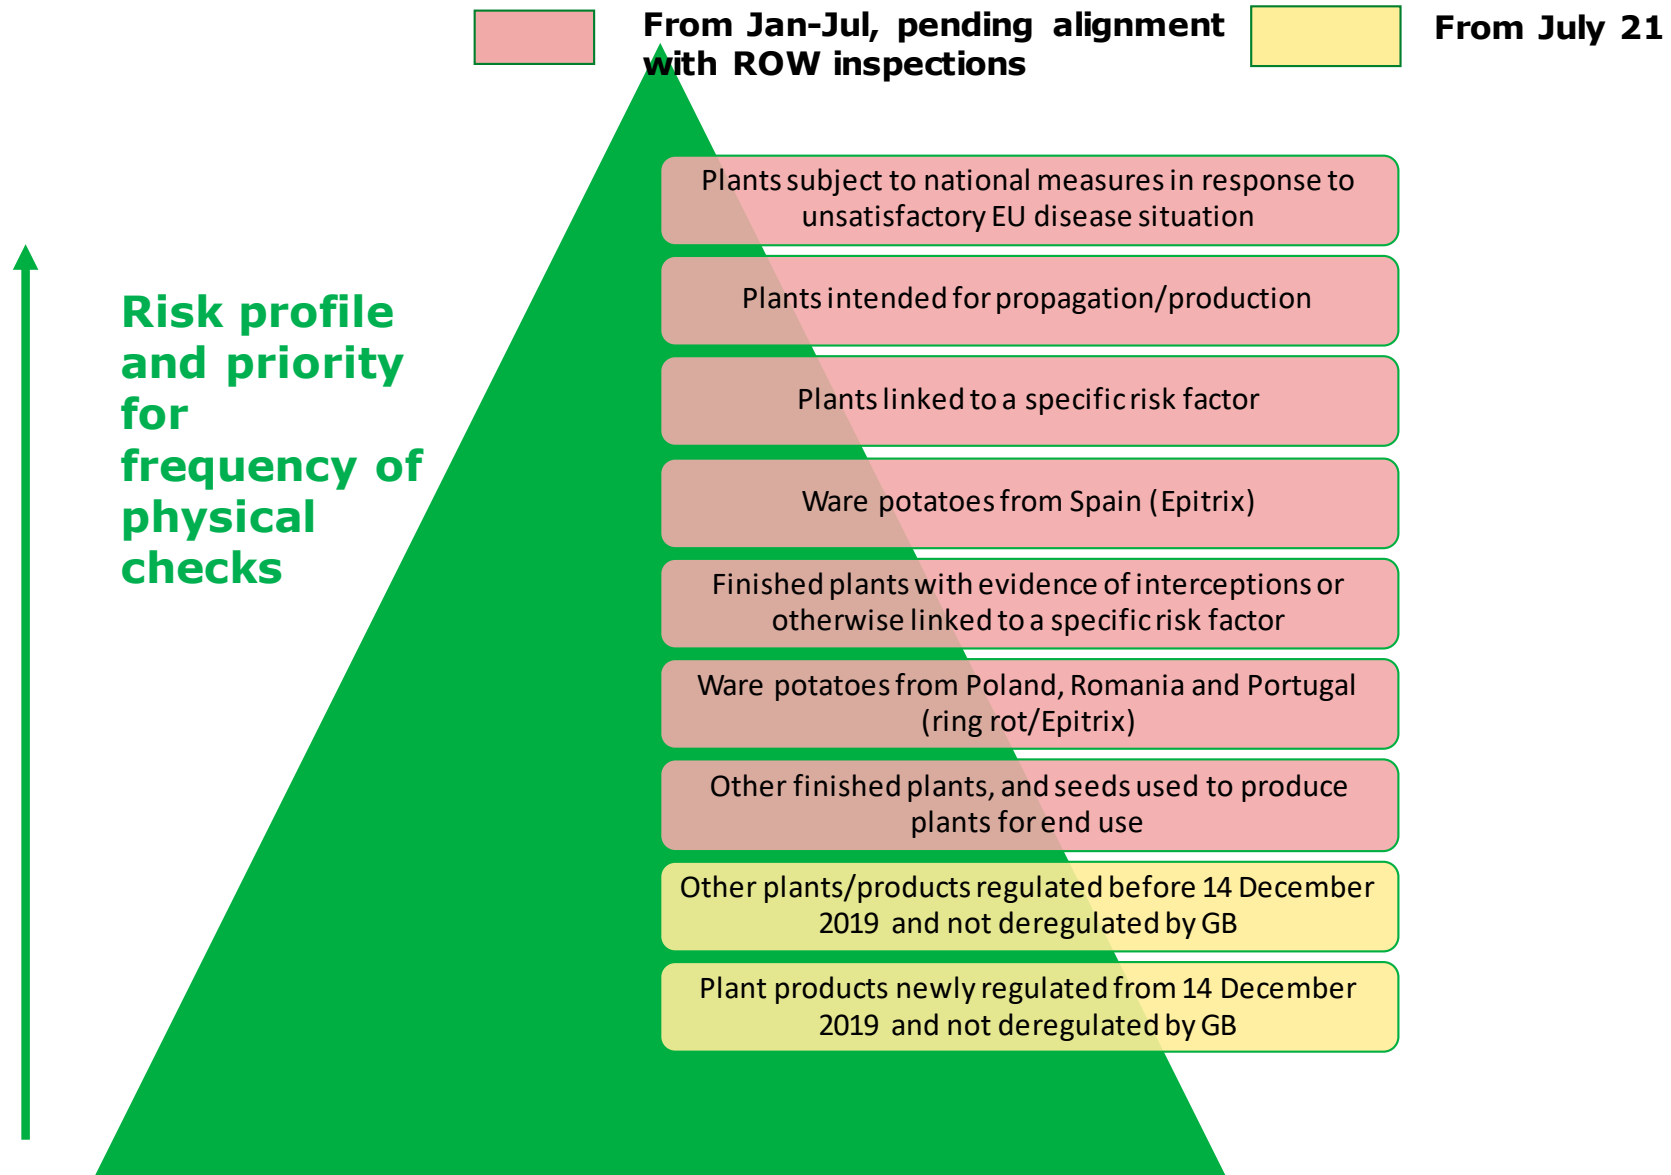 From Jan-Jul, pending alignment
with ROW inspections
From July 21
Risk profile
and priority
for
frequency of
physical
checks
Plants subject to national measures in response to
unsatisfactory EU disease situation
Plants intended for propagation/production
Plants linked to a specific risk factor
Ware potatoes from Spain (Epitrix)
Finished plants with evidence of interceptions or
otherwise linked to a specific risk factor
Ware potatoes from Poland, Romania and Portugal
(ring rot/Epitrix)
Other finished plants, and seeds used to produce
plants for end use
Other plants/products regulated before 14 December
2019 and not deregulated by GB
Plant products newly regulated from 14 December
2019 and not deregulated by GB